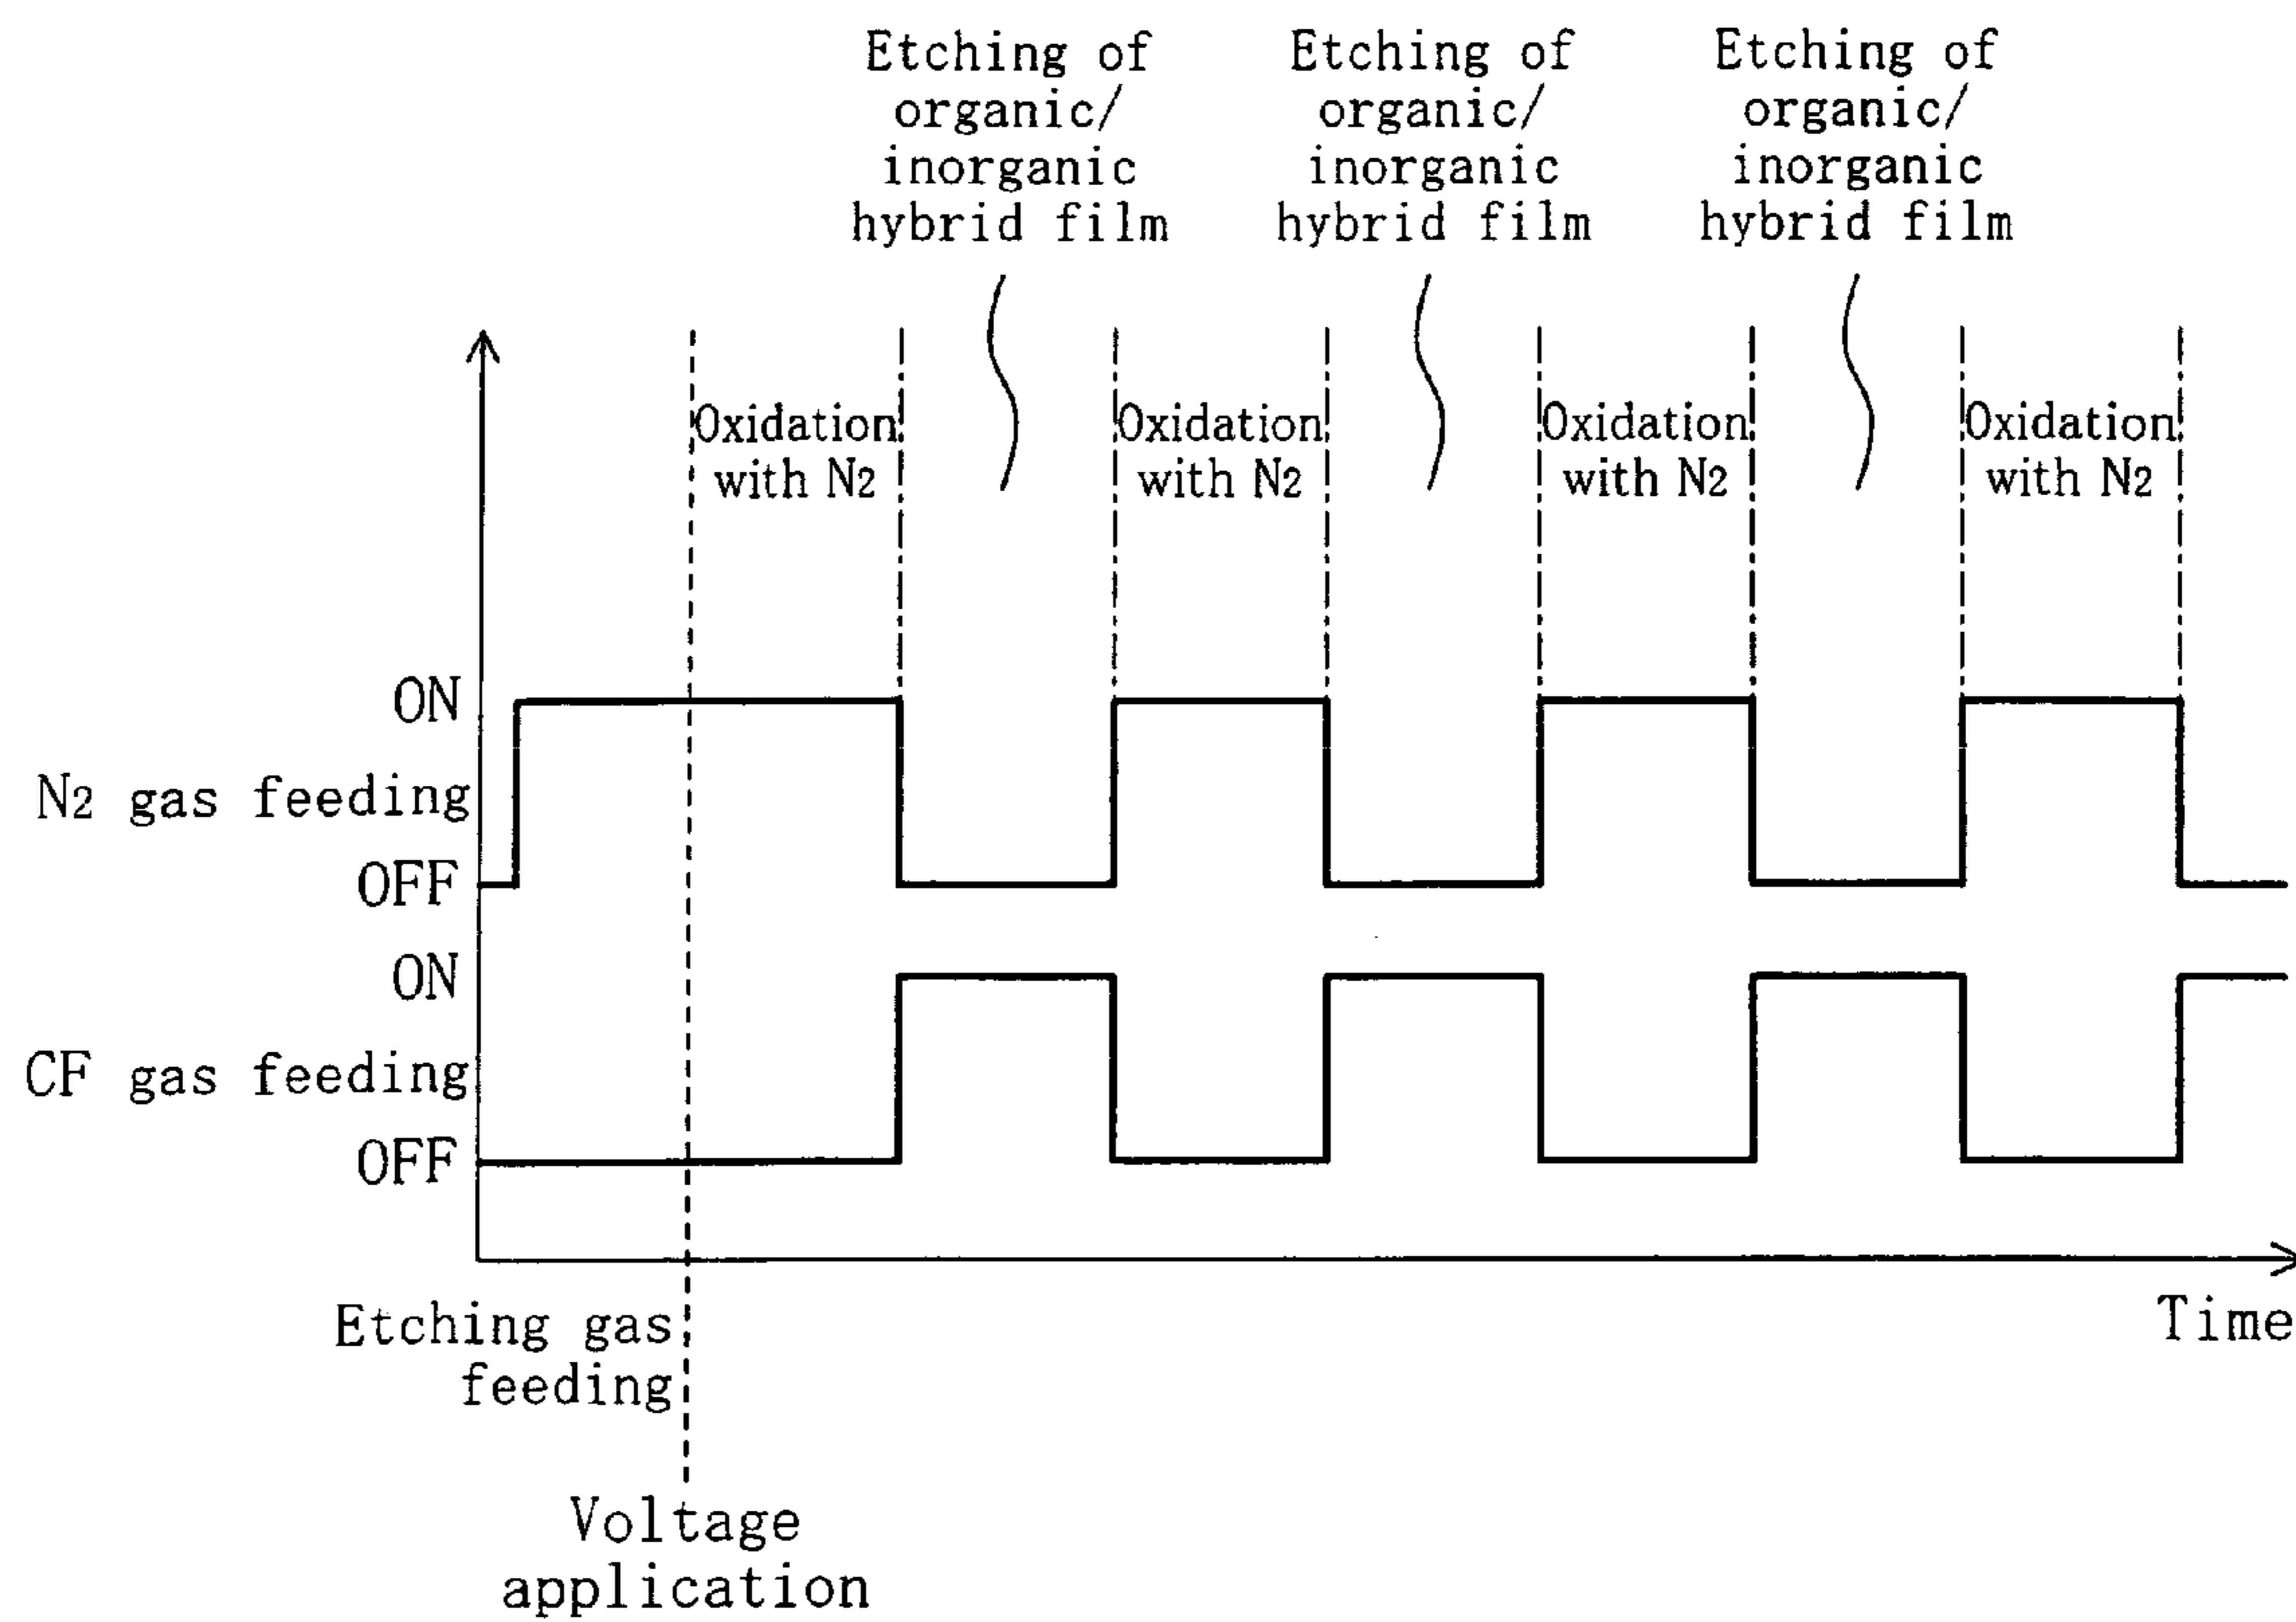 Etching of
organic/
inorganic
hybrid film
Etching of
organic/
inorganic
hybrid film
Etching of
organic/
inorganic
hybrid film
Oxidation
with N2
Oxidation
with N2
Oxidation
with N2
Oxidation
with N2
ON
N2 gas feeding
OFF
ON
CF gas feeding
OFF
Time
Etching gas
feeding
Voltage
application